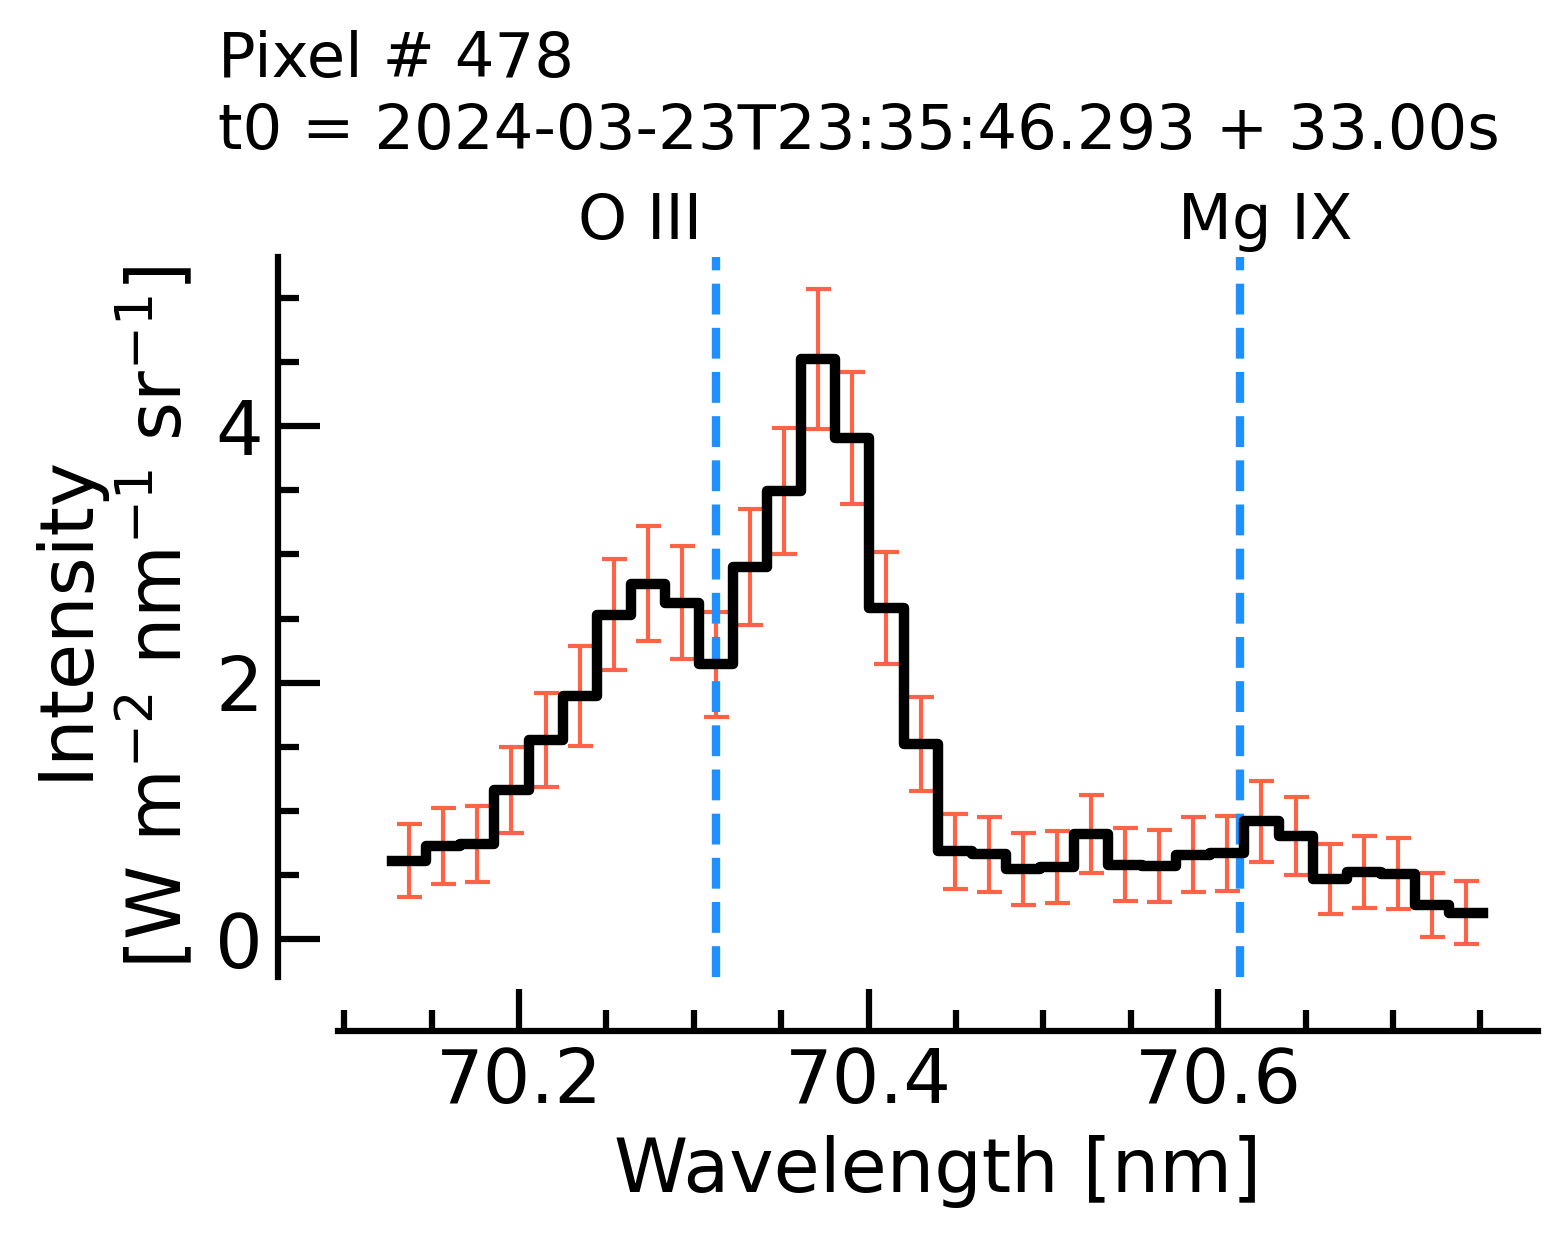 Pixel # 478
t0 = 2024-03-23T23:35:46.293 + 33.00s
O III
Mg IX
Intensity
[W m⁻² nm⁻¹ sr⁻¹]
4
2
0
70.2
70.4
70.6
Wavelength [nm]